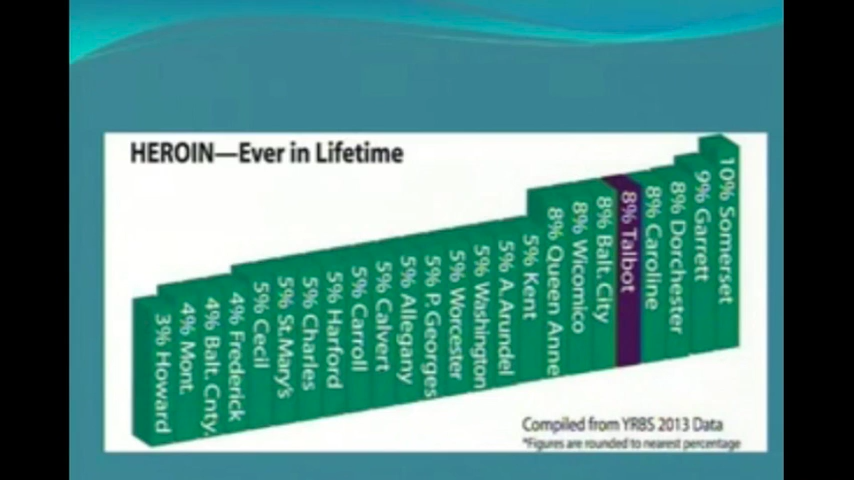 HEROIN—Ever in Lifetime
3% Howard
4% Mont.
4% Balt. Cnty.
4% Frederick
5% Cecil
5% St.Mary's
5% Charles
5% Harford
5% Carroll
5% Calvert
5% Allegany
5% P.Georges
5% Worcester
5% Washington
5% A.Arundel
5% Kent
8% Queen Anne
8% Wicomico
8% Balt. City
8% Talbot
8% Caroline
8% Dorchester
9% Garrett
10% Somerset
Compiled from YRBS 2013 Data
*Figures are rounded to nearest percentage